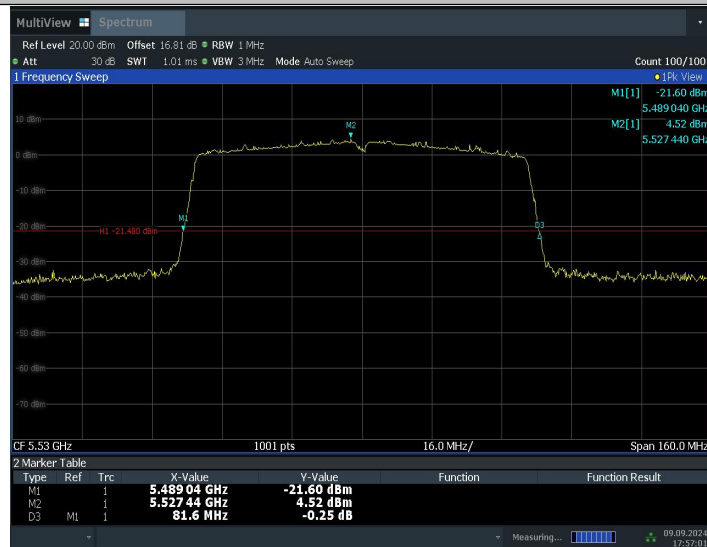 MultiView Spectrum
Ref Level 20.00 dBm Offset 16.81 dB RBW 1 MHz
Att 30 dB SWT 1.01 ms VBW 3 MHz Mode Auto Sweep Count 100/100
1 Frequency Sweep 1Pk View
M1[1] -21.60 dBm
5.489 040 GHz
M2[1] 4.52 dBm
5.527 440 GHz
10 dBm
M2
0 dBm
-10 dBm
M1
-20 dBm
D3
H1 -21.480 dBm
-30 dBm
-40 dBm
-50 dBm
-60 dBm
-70 dBm
CF 5.53 GHz 1001 pts 16.0 MHz/ Span 160.0 MHz
2 Marker Table
Type Ref Trc X-Value Y-Value Function Function Result
M1 1 5.489 04 GHz -21.60 dBm
M2 1 5.527 44 GHz 4.52 dBm
D3 M1 1 81.6 MHz -0.25 dB
Measuring... 09.09.2024
17:57:01